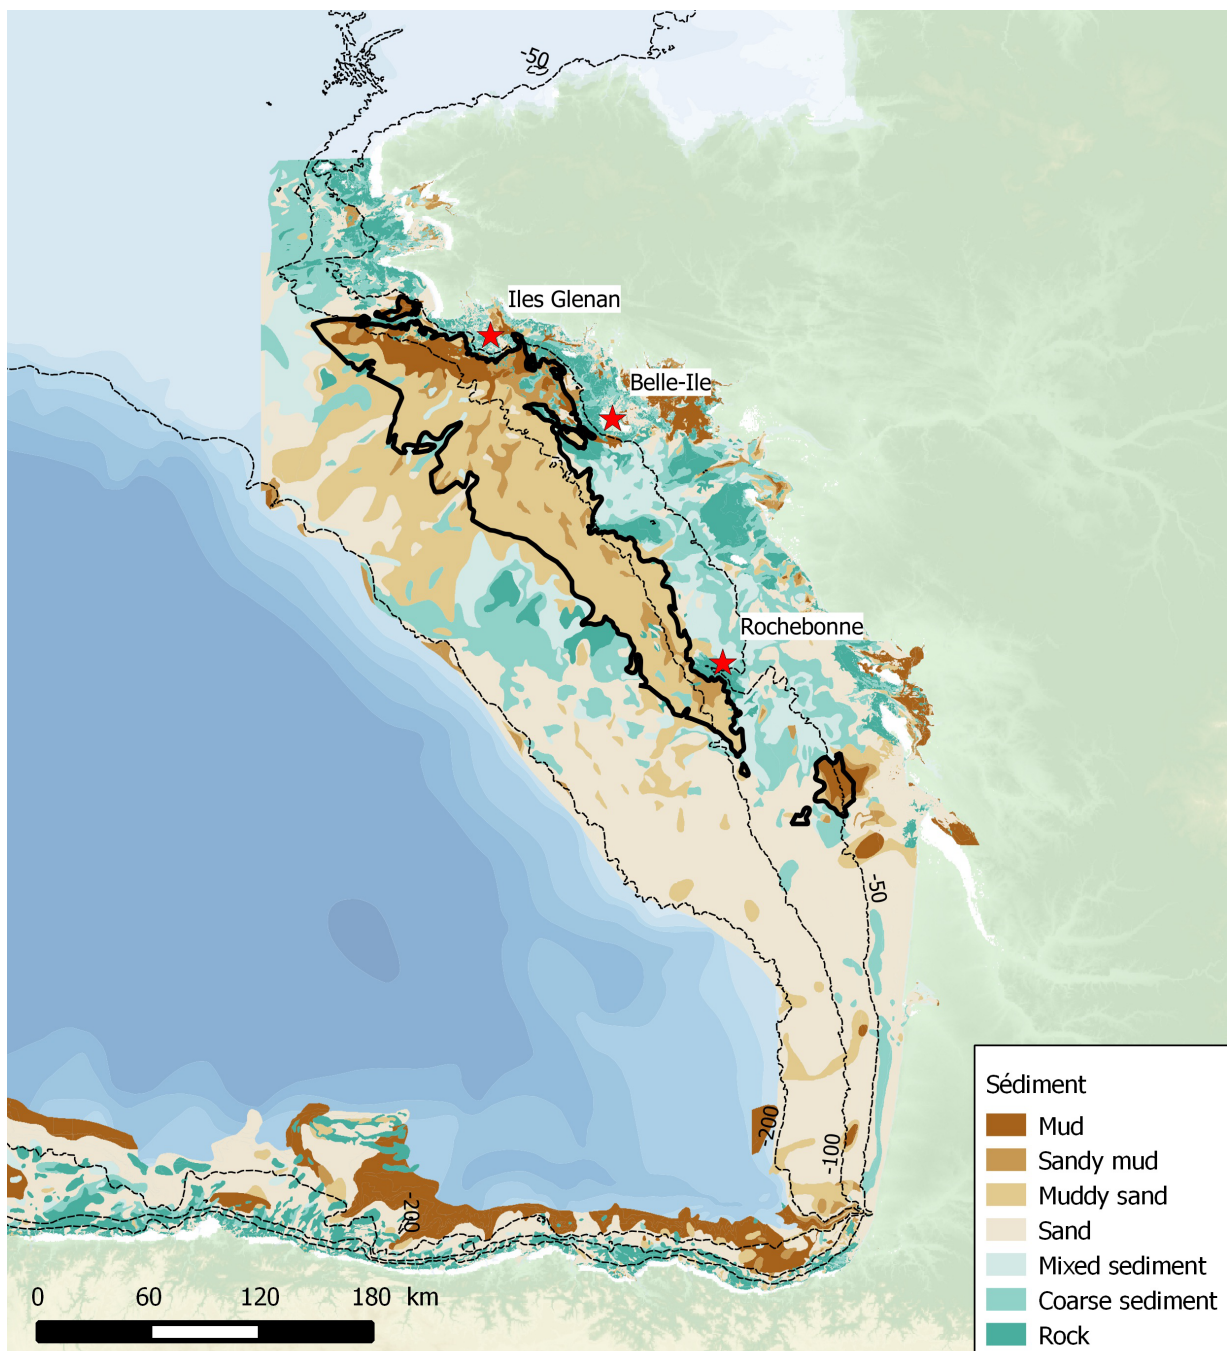 -50
Iles Glenan
Belle-Ile
Rochebonne
-50
-200
-100
-200
Sédiment
Mud
Sandy mud
Muddy sand
Sand
Mixed sediment
Coarse sediment
Rock
0 60 120 180 km